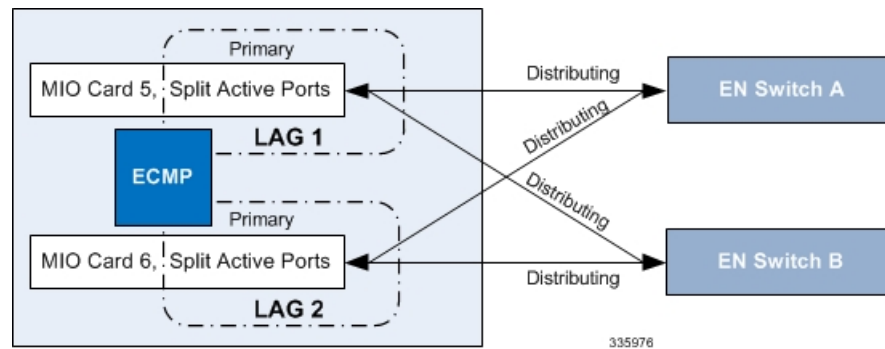 Primary
MIO Card 5, Split Active Ports
LAG 1
ECMP
Primary
MIO Card 6, Split Active Ports
LAG 2
Distributing
Distributing
Distributing
Distributing
EN Switch A
EN Switch B
335976